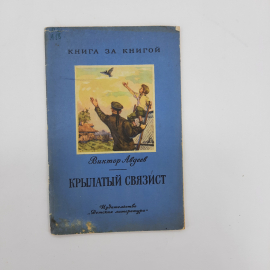 КНИГА ЗА КНИГОЙ
Виктор Авдеев
КРЫЛАТЫЙ СВЯЗИСТ
Издательство
„Детская литература“